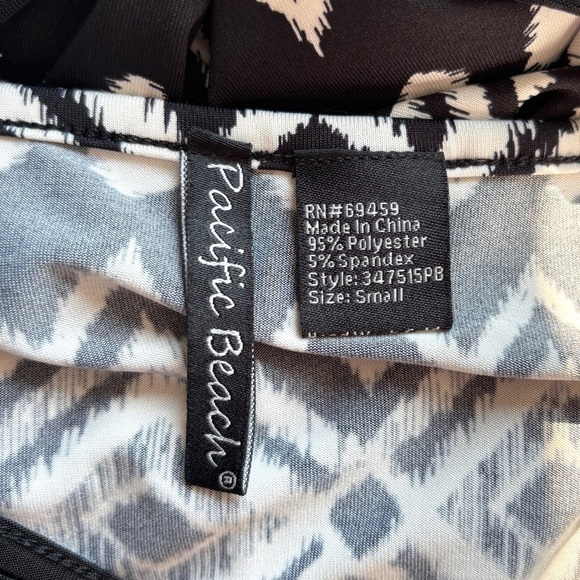 Pacific Beach®
RN#69459
Made In China
95% Polyester
5% Spandex
Style: 347515PB
Size: Small